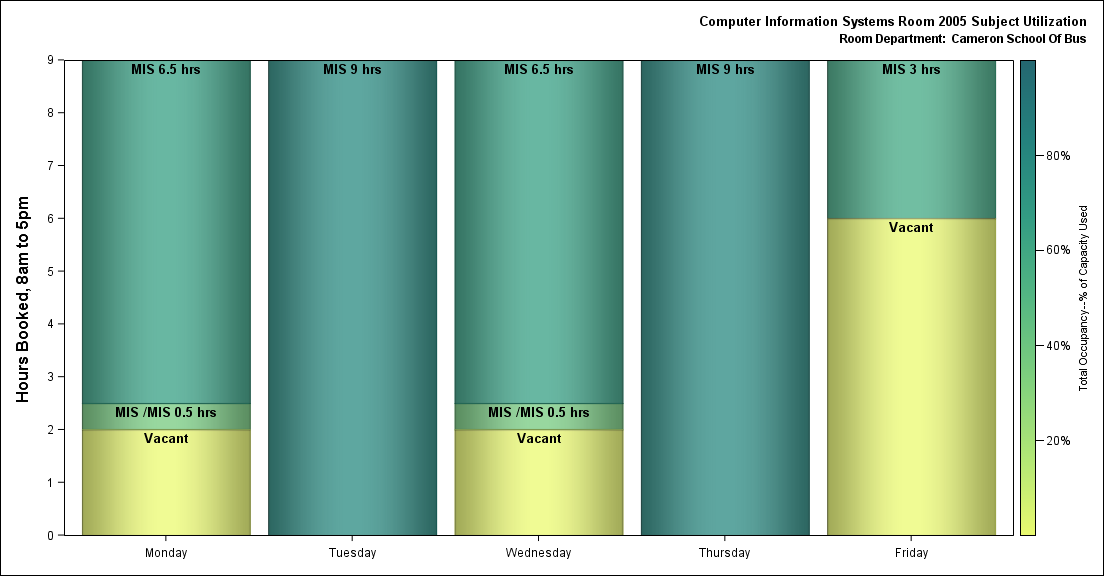 Computer Information Systems Room 2005 Subject Utilization
Room Department: Cameron School Of Bus
Hours Booked, 8am to 5pm
9
8
7
6
5
4
3
2
1
0
MIS 6.5 hrs
MIS /MIS 0.5 hrs
Vacant
MIS 9 hrs
MIS 6.5 hrs
MIS /MIS 0.5 hrs
Vacant
MIS 9 hrs
MIS 3 hrs
Vacant
Monday
Tuesday
Wednesday
Thursday
Friday
80%
60%
40%
20%
Total Occupancy--% of Capacity Used